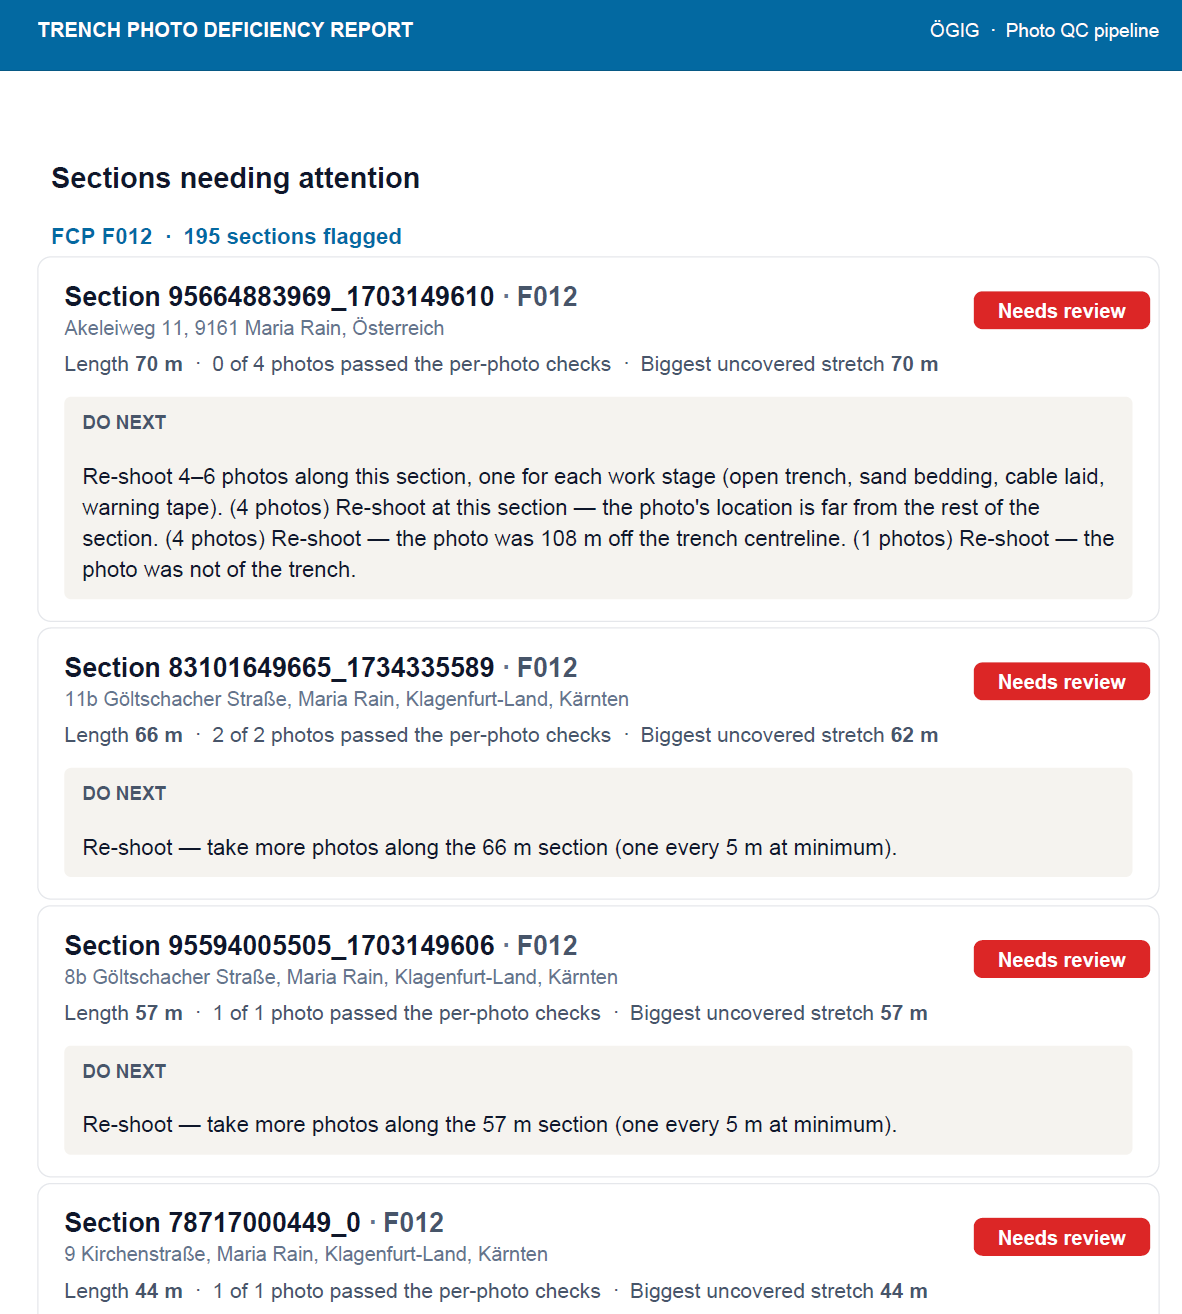 TRENCH PHOTO DEFICIENCY REPORT
ÖGIG · Photo QC pipeline
Sections needing attention
FCP F012 · 195 sections flagged
Section 95664883969_1703149610 · F012
Needs review
Akeleiweg 11, 9161 Maria Rain, Österreich
Length 70 m · 0 of 4 photos passed the per-photo checks · Biggest uncovered stretch 70 m
DO NEXT
Re-shoot 4–6 photos along this section, one for each work stage (open trench, sand bedding, cable laid,
warning tape). (4 photos) Re-shoot at this section — the photo's location is far from the rest of the
section. (4 photos) Re-shoot — the photo was 108 m off the trench centreline. (1 photos) Re-shoot — the
photo was not of the trench.
Section 83101649665_1734335589 · F012
Needs review
11b Göltschacher Straße, Maria Rain, Klagenfurt-Land, Kärnten
Length 66 m · 2 of 2 photos passed the per-photo checks · Biggest uncovered stretch 62 m
DO NEXT
Re-shoot — take more photos along the 66 m section (one every 5 m at minimum).
Section 95594005505_1703149606 · F012
Needs review
8b Göltschacher Straße, Maria Rain, Klagenfurt-Land, Kärnten
Length 57 m · 1 of 1 photo passed the per-photo checks · Biggest uncovered stretch 57 m
DO NEXT
Re-shoot — take more photos along the 57 m section (one every 5 m at minimum).
Section 78717000449_0 · F012
Needs review
9 Kirchenstraße, Maria Rain, Klagenfurt-Land, Kärnten
Length 44 m · 1 of 1 photo passed the per-photo checks · Biggest uncovered stretch 44 m